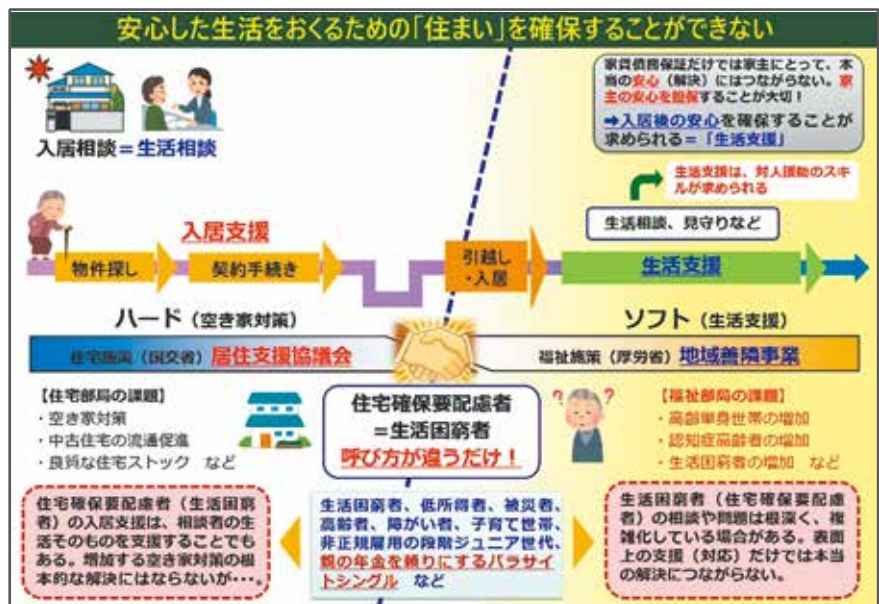 安心した生活をおくるための「住まい」を確保することができない
入居相談＝生活相談
家賃債務保証だけでは家主にとって、本
当の安心（解決）にはつながらない。家
主の安心を担保することが大切！
➡入居後の安心を確保することが
求められる＝「生活支援」
生活支援は、対人援助のスキ
ルが求められる
生活相談、見守りなど
入居支援
物件探し
契約手続き
引越し
・入居
生活支援
ハード（空き家対策）
ソフト（生活支援）
住宅施策（国交省）居住支援協議会
福祉施策（厚労省）地域善隣事業
【住宅部局の課題】
・空き家対策
・中古住宅の流通促進
・良質な住宅ストック　など
住宅確保要配慮者
＝生活困窮者
呼び方が違うだけ！
? ?
【福祉部局の課題】
・高齢単身世帯の増加
・認知症高齢者の増加
・生活困窮者の増加　など
住宅確保要配慮者（生活困窮
者）の入居支援は、相談者の生
活そのものを支援することでも
ある。増加する空き家対策の根
本的な解決にはならないが・・・。
生活困窮者、低所得者、被災者、
高齢者、障がい者、子育て世帯、
非正規雇用の段階ジュニア世代、
親の年金を頼りにするパラサイ
トシングル　など
生活困窮者（住宅確保要配慮
者）の相談や問題は根深く、複
雑化している場合がある。表面
上の支援（対応）だけでは本当
の解決につながらない。